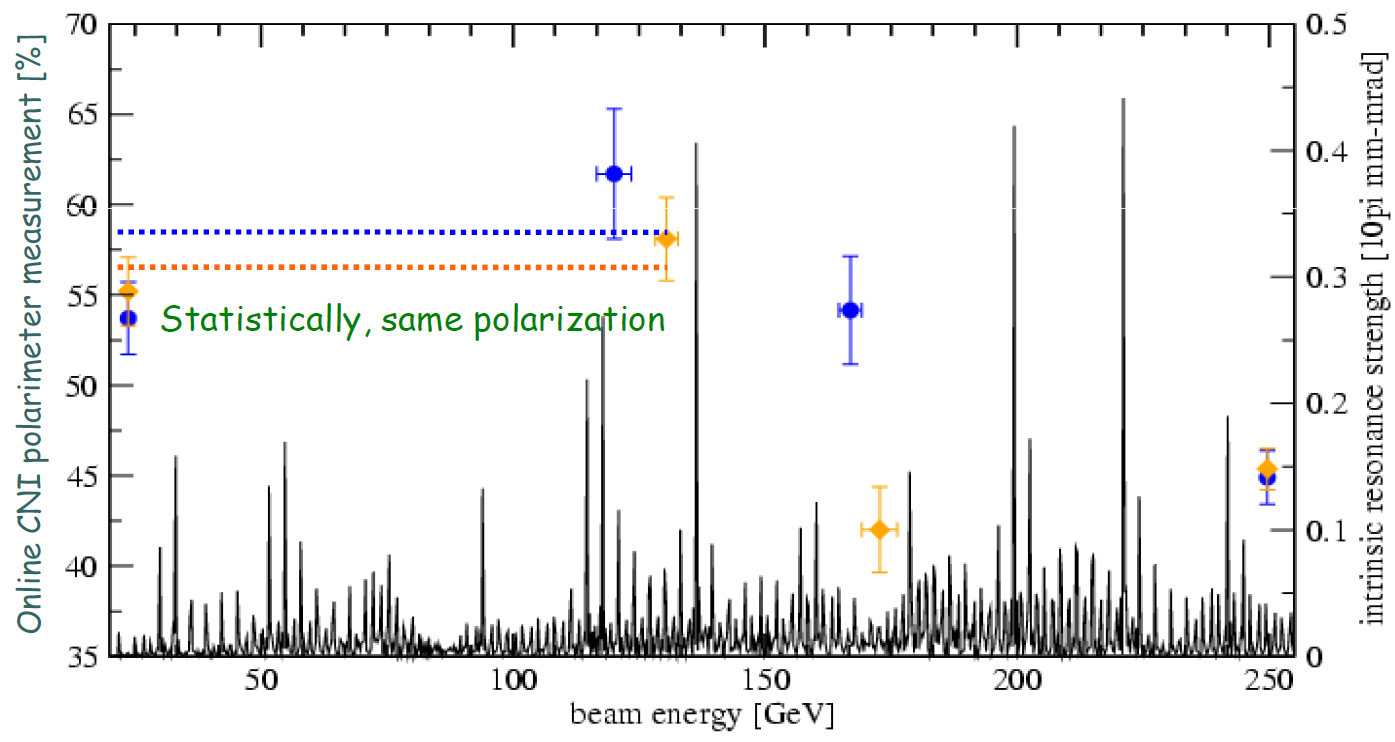 Online CNI polarimeter measurement [%]
70
65
60
55
50
45
40
35
Statistically, same polarization
0.5
0.4
0.3
0.2
0.1
0
intrinsic resonance strength [10pi mm-mrad]
50 100 150 200 250
beam energy [GeV]